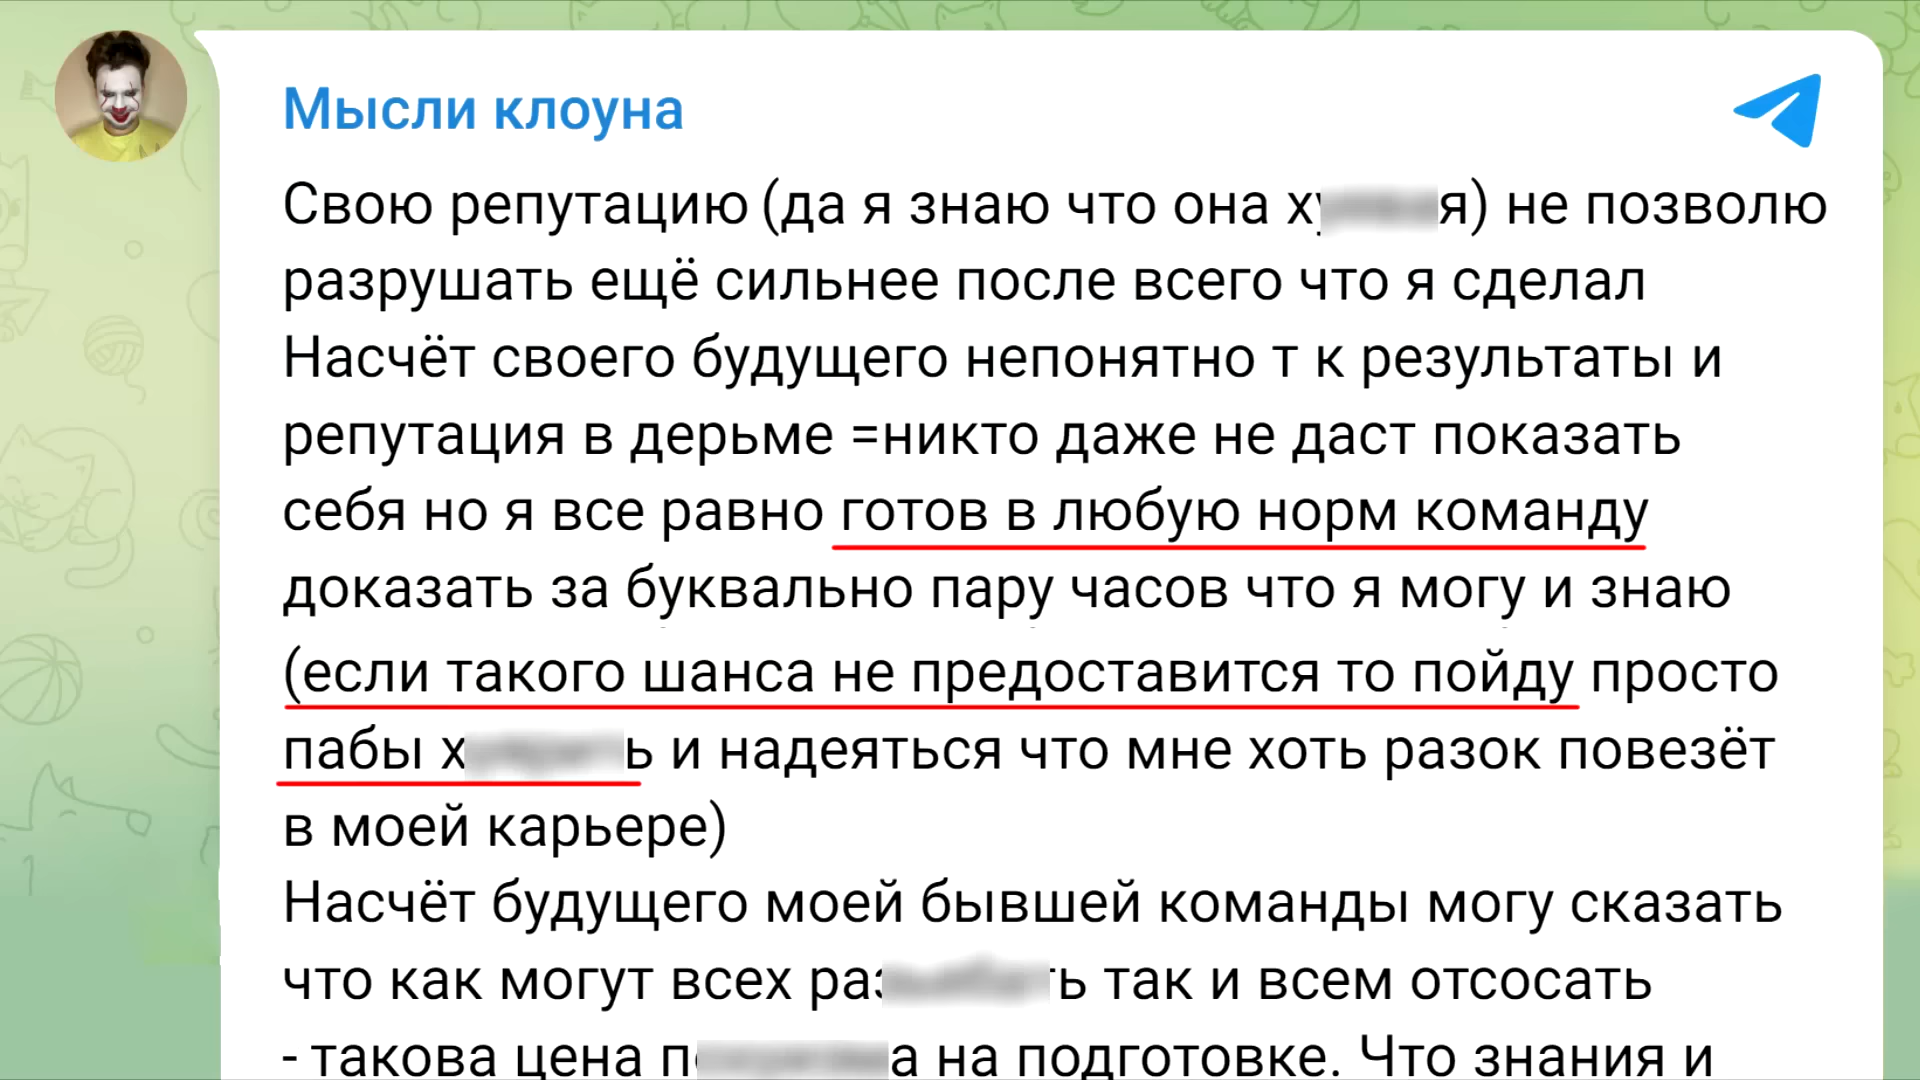 Мысли клоуна
Свою репутацию (да я знаю что она я) не позволю
разрушать ещё сильнее после всего что я сделал
Насчёт своего будущего непонятно т к результаты и
репутация в дерьме =никто даже не даст показать
себя но я все равно готов в любую норм команду
доказать за буквально пару часов что я могу и знаю
(если такого шанса не предоставится то пойду просто
пабы и надеяться что мне хоть разок повезёт
в моей карьере)
Насчёт будущего моей бывшей команды могу сказать
что как могут всех так и всем отсосать
- такова цена на подготовке. Что знания и